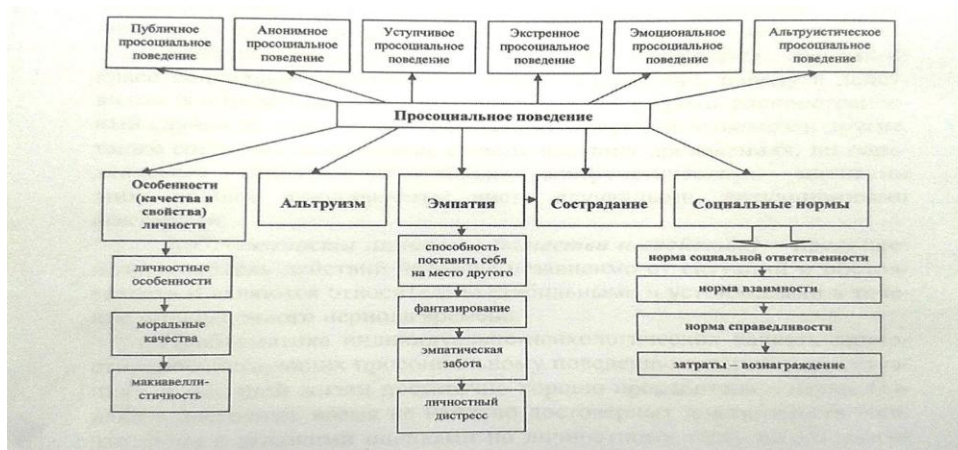 Публичное
просоциальное
поведение
Анонимное
просоциальное
поведение
Уступчивое
просоциальное
поведение
Экстренное
просоциальное
поведение
Эмоциональное
просоциальное
поведение
Альтруистическое
просоциальное
поведение
Просоциальное поведение
Особенности
(качества и
свойства)
личности
Альтруизм
Эмпатия
Сострадание
Социальные нормы
личностные
особенности
моральные
качества
макиавелли-
стичность
способность
поставить себя
на место другого
фантазирование
эмпатическая
забота
личностный
дистресс
норма социальной ответственности
норма взаимности
норма справедливости
затраты – вознаграждение